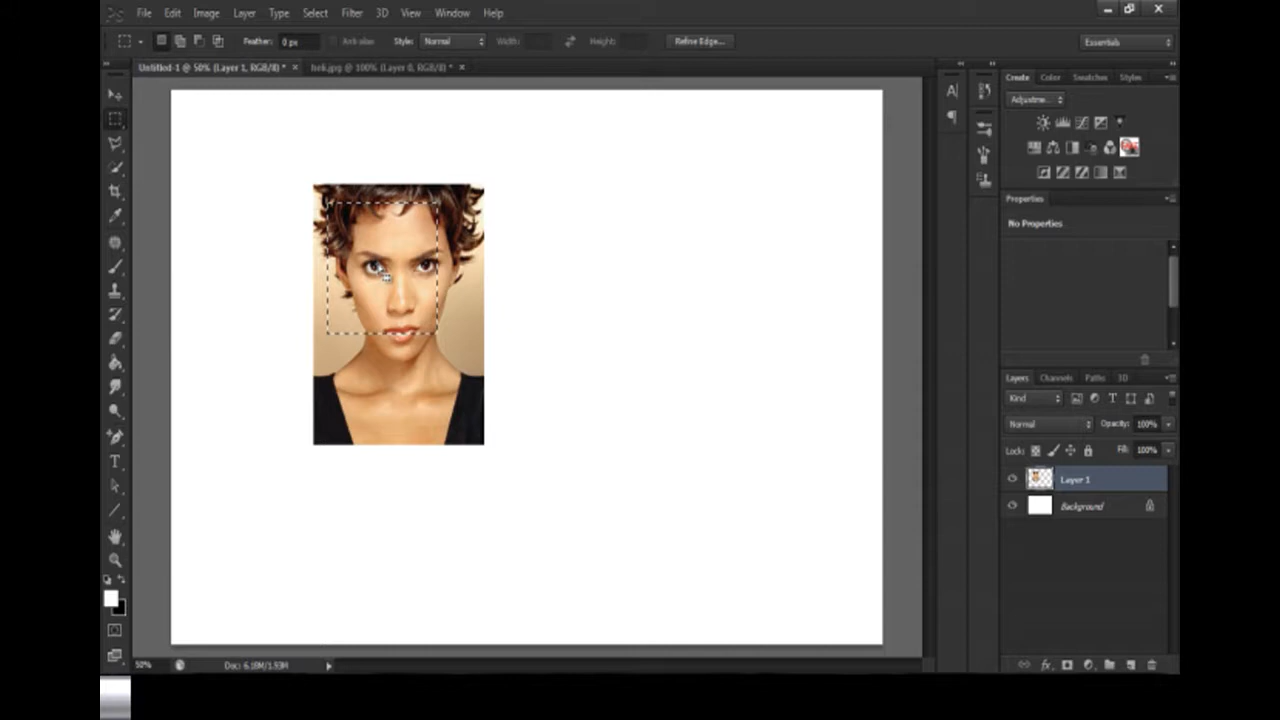 File Edit Image Layer Type Select Filter 3D View Window Help
Feather: 0 px Anti-alias Style: Normal Width: Height: Refine Edge... Essentials
Untitled-1 @ 50% (Layer 1, RGB/8) * × @ 100% (Layer 0, RGB/8) * ×
Create Color Swatches Styles
Adjustme...
Properties
No Properties
Layers Channels Paths 3D
Kind
Normal Opacity: 100%
Lock: Fill: 100%
Layer 1
Background
50% Doc: 6.18M/1.93M